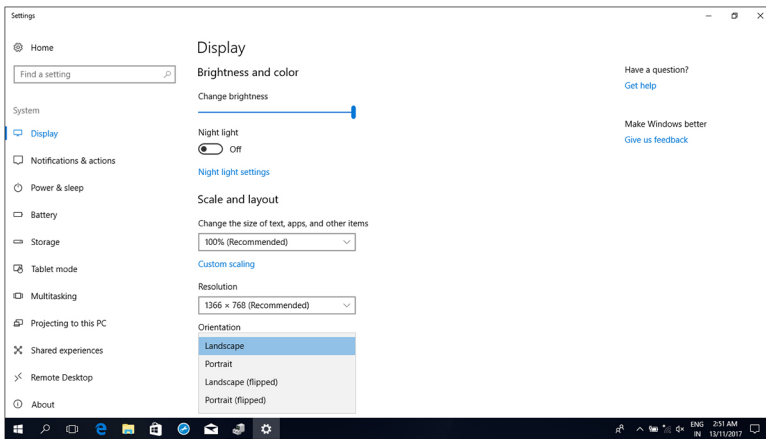 Settings
Home
Find a setting
System
Display
Notifications & actions
Power & sleep
Battery
Storage
Tablet mode
Multitasking
Projecting to this PC
Shared experiences
Remote Desktop
About
Display
Brightness and color
Change brightness
Night light
Off
Night light settings
Scale and layout
Change the size of text, apps, and other items
100% (Recommended)
Custom scaling
Resolution
1366 × 768 (Recommended)
Orientation
Landscape
Portrait
Landscape (flipped)
Portrait (flipped)
Have a question?
Get help
Make Windows better
Give us feedback
ENG 2:51 AM
IN 13/11/2017